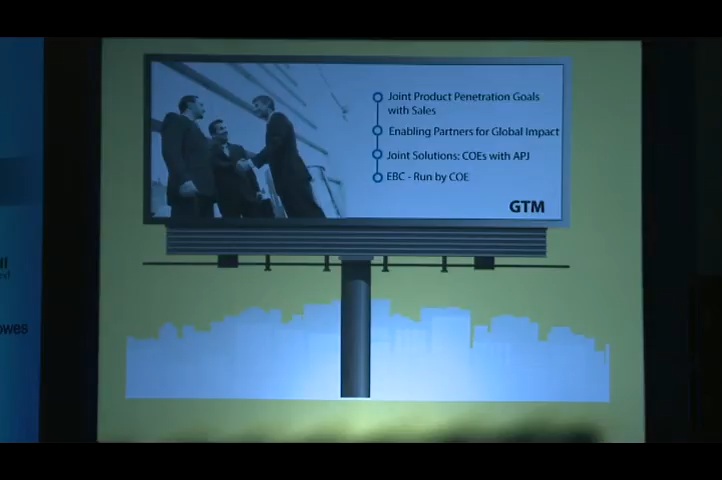 Joint Product Penetration Goals
with Sales
Enabling Partners for Global Impact
Joint Solutions: COEs with APJ
EBC - Run by COE
GTM